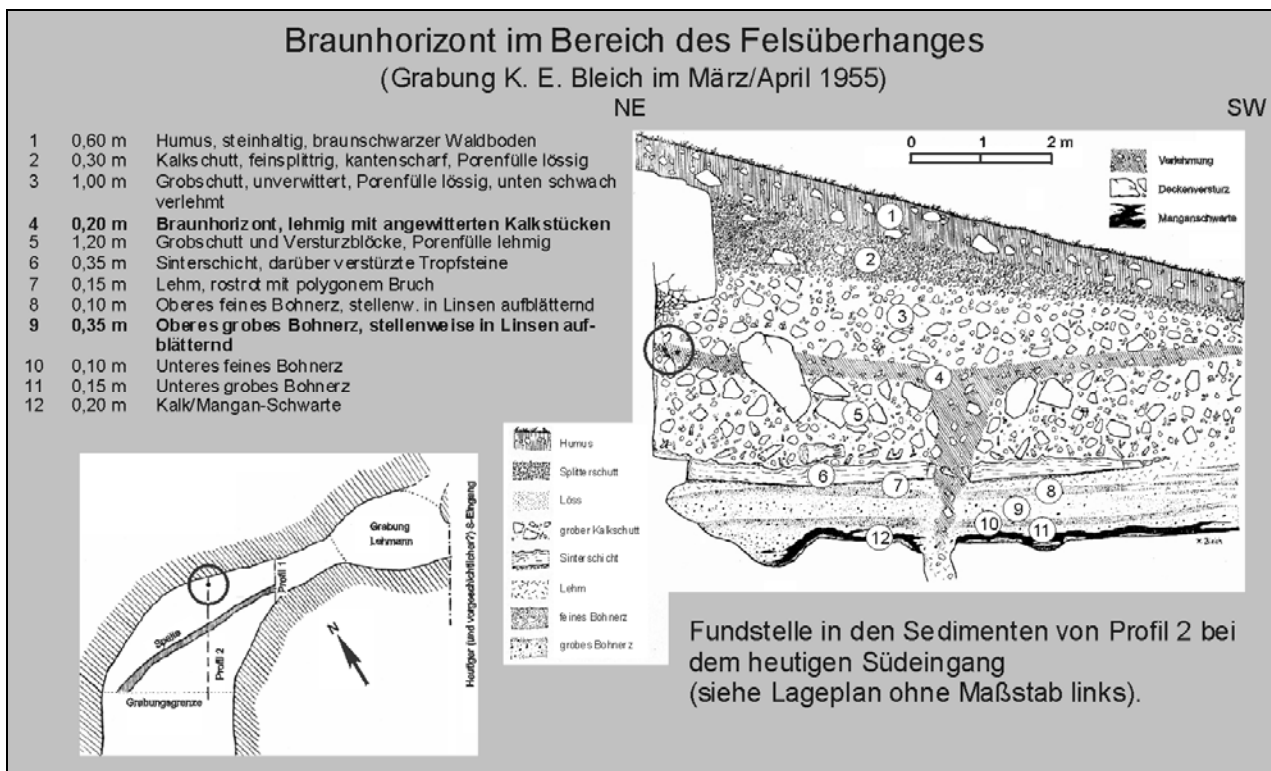 Braunhorizont im Bereich des Felsüberhanges
(Grabung K. E. Bleich im März/April 1955)
NE
SW
1 0,60 m Humus, steinhaltig, braunschwarzer Waldboden
2 0,30 m Kalkschutt, feinsplittrig, kantenscharf, Porenfülle lössig
3 1,00 m Grobschutt, unverwittert, Porenfülle lössig, unten schwach
verlehmt
4 0,20 m Braunhorizont, lehmig mit angewitterten Kalkstücken
5 1,20 m Grobschutt und Versturzblöcke, Porenfülle lehmig
6 0,35 m Sinterschicht, darüber verstürzte Tropfsteine
7 0,15 m Lehm, rostrot mit polygonem Bruch
8 0,10 m Oberes feines Bohnerz, stellenw. in Linsen aufblätternd
9 0,35 m Oberes grobes Bohnerz, stellenweise in Linsen auf-
blätternd
10 0,10 m Unteres feines Bohnerz
11 0,15 m Unteres grobes Bohnerz
12 0,20 m Kalk/Mangan-Schwarte
0 1 2 m
Verlehmung
Deckenversturz
Manganschwarte
1
2
3
4
5
6
7
8
9
10
11
12
Humus
Splitterschutt
Löss
grober Kalkschutt
Sinterschicht
Lehm
feines Bohnerz
grobes Bohnerz
Grabung
Lehmann
Profil 1
Spalte
Profil 2
N
Grabungsgrenze
Heutiger (und vorgeschichtlicher?) S-Eingang
Fundstelle in den Sedimenten von Profil 2 bei
dem heutigen Südeingang
(siehe Lageplan ohne Maßstab links).